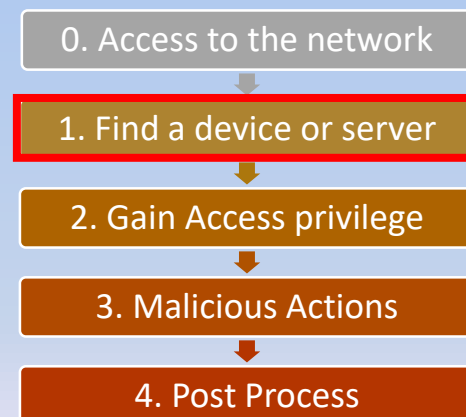 0. Access to the network
1. Find a device or server
2. Gain Access privilege
3. Malicious Actions
4. Post Process